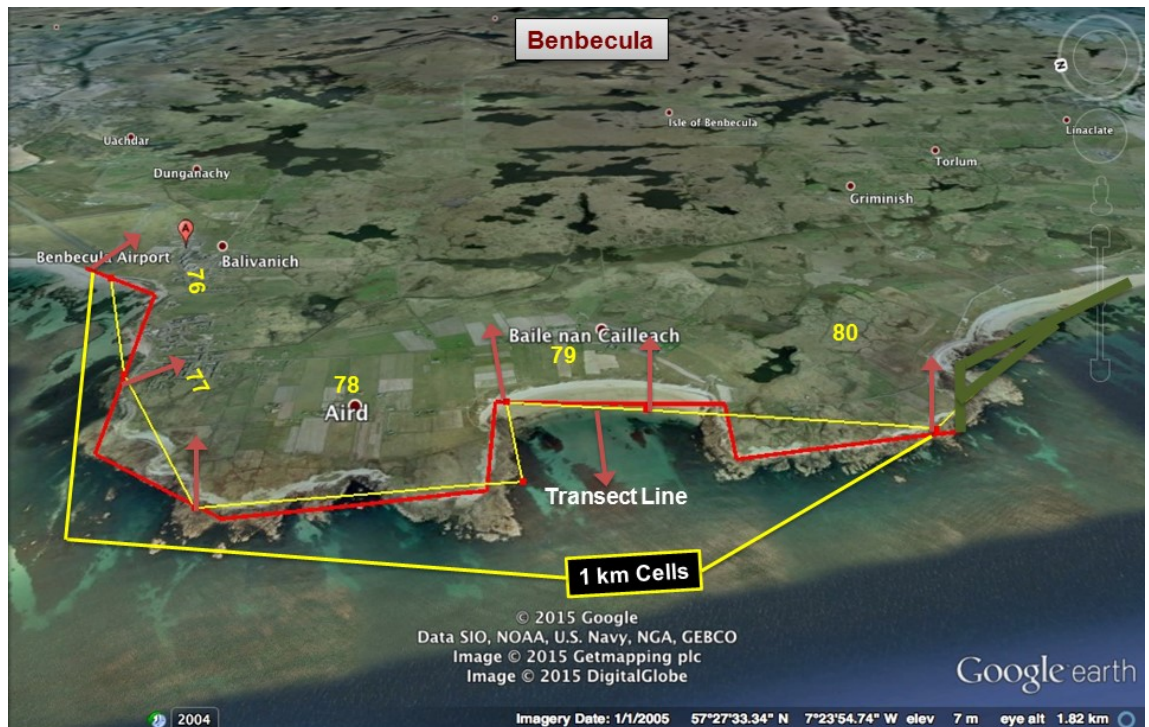 Benbecula
N
Isle of Benbecula
Linaclate
Uachdar
Torlum
Dunganachy
Griminish
A
Benbecula Airport
Balivanich
76
Baile nan Cailleach
79
80
77
78
Aird
Transect Line
1 km Cells
© 2015 Google
Data SIO, NOAA, U.S. Navy, NGA, GEBCO
Image © 2015 Getmapping plc
Image © 2015 DigitalGlobe
Google earth
2004
Imagery Date: 1/1/2005 57°27'33.34" N 7°23'54.74" W elev 7 m eye alt 1.82 km